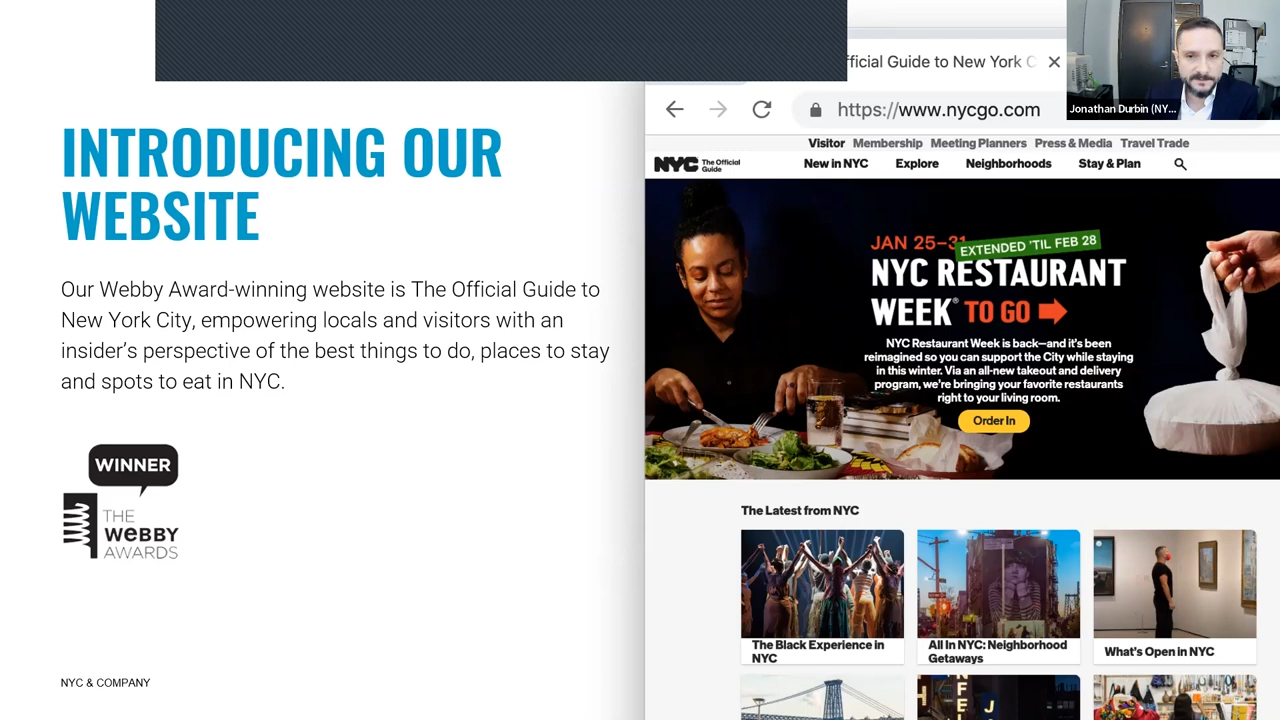 fficial Guide to New York C
https://www.nycgo.com
Jonathan Durbin (NY...
INTRODUCING OUR
WEBSITE
Our Webby Award-winning website is The Official Guide to
New York City, empowering locals and visitors with an
insider's perspective of the best things to do, places to stay
and spots to eat in NYC.
WINNER
THE
WEBBY
AWARDS
NYC & COMPANY
Visitor Membership Meeting Planners Press & Media Travel Trade
NYC The Official
Guide
New in NYC Explore Neighborhoods Stay & Plan
JAN 25–31
EXTENDED 'TIL FEB 28
NYC RESTAURANT
WEEK® TO GO
NYC Restaurant Week is back—and it's been
reimagined so you can support the City while staying
in this winter. Via an all-new takeout and delivery
program, we're bringing your favorite restaurants
right to your living room.
Order In
The Latest from NYC
The Black Experience in
NYC
All In NYC: Neighborhood
Getaways
What's Open in NYC